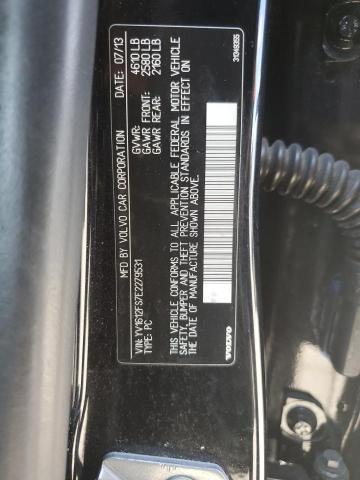 MFD BY VOLVO CAR CORPORATION DATE: 07/13
GVWR: 4610 LB
GAWR FRONT: 2580 LB
GAWR REAR: 2160 LB
VIN: YV1612FS7E2279531
TYPE: PC
THIS VEHICLE CONFORMS TO ALL APPLICABLE FEDERAL MOTOR VEHICLE
SAFETY, BUMPER AND THEFT PREVENTION STANDARDS IN EFFECT ON
THE DATE OF MANUFACTURE SHOWN ABOVE.
VOLVO
31349355